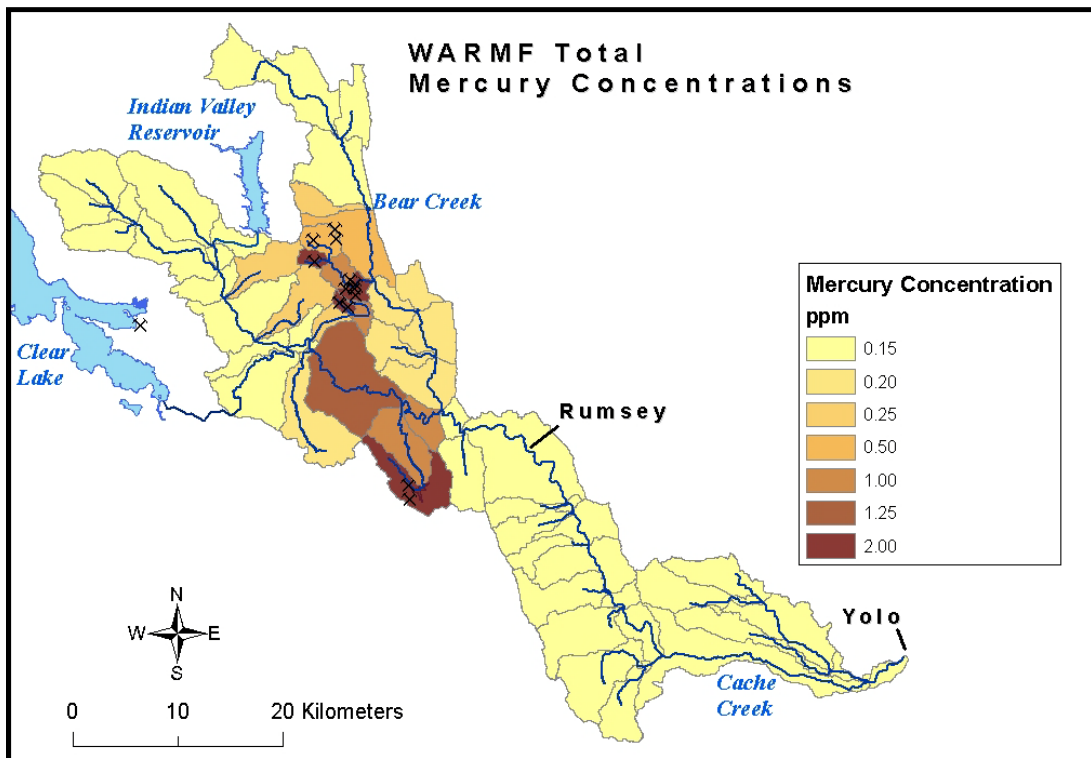 WARMF Total
Mercury Concentrations
Indian Valley
Reservoir
Bear Creek
Mercury Concentration
ppm
0.15
0.20
0.25
0.50
1.00
1.25
2.00
Clear
Lake
Rumsey
N
W E
S
Yolo
Cache
Creek
0 10 20 Kilometers